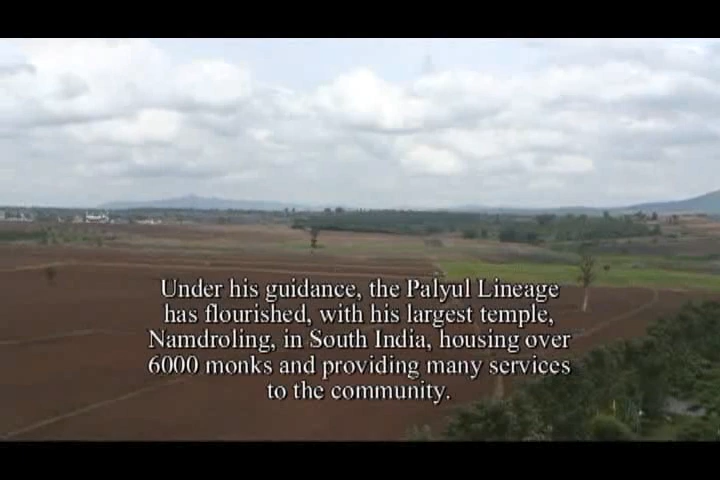 Under his guidance, the Palyul Lineage
has flourished, with his largest temple,
Namdroling, in South India, housing over
6000 monks and providing many services
to the community.